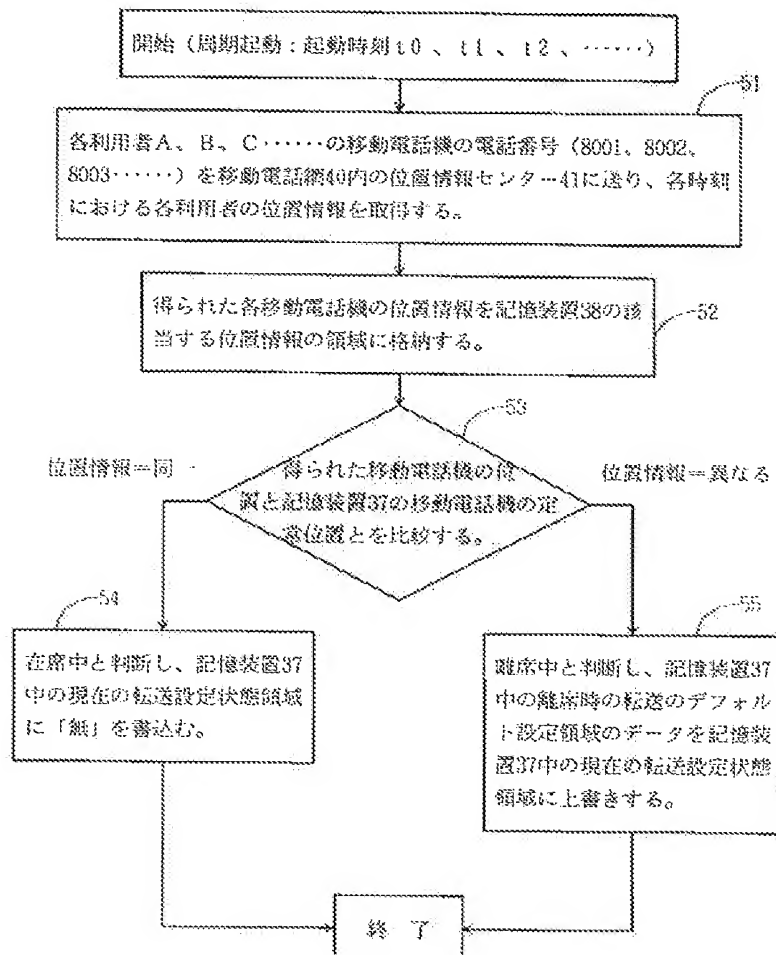 開始（周期起動：起動時刻t0、t1、t2、……）
51
各利用者A、B、C……の移動電話機の電話番号（8001、8002、
8003……）を移動電話網40内の位置情報センター41に送り、各時刻
における各利用者の位置情報を取得する。
得られた各移動電話機の位置情報を記憶装置38の該
当する位置情報の領域に格納する。
52
53
位置情報＝同一
得られた移動電話機の位
置と記憶装置37の移動電話機の定
常位置とを比較する。
位置情報＝異なる
54
在席中と判断し、記憶装置37
中の現在の転送設定状態領域
に「無」を書込む。
55
離席中と判断し、記憶装置37
中の離席時の転送のデフォル
ト設定領域のデータを記憶装
置37中の現在の転送設定状態
領域に上書きする。
終 了